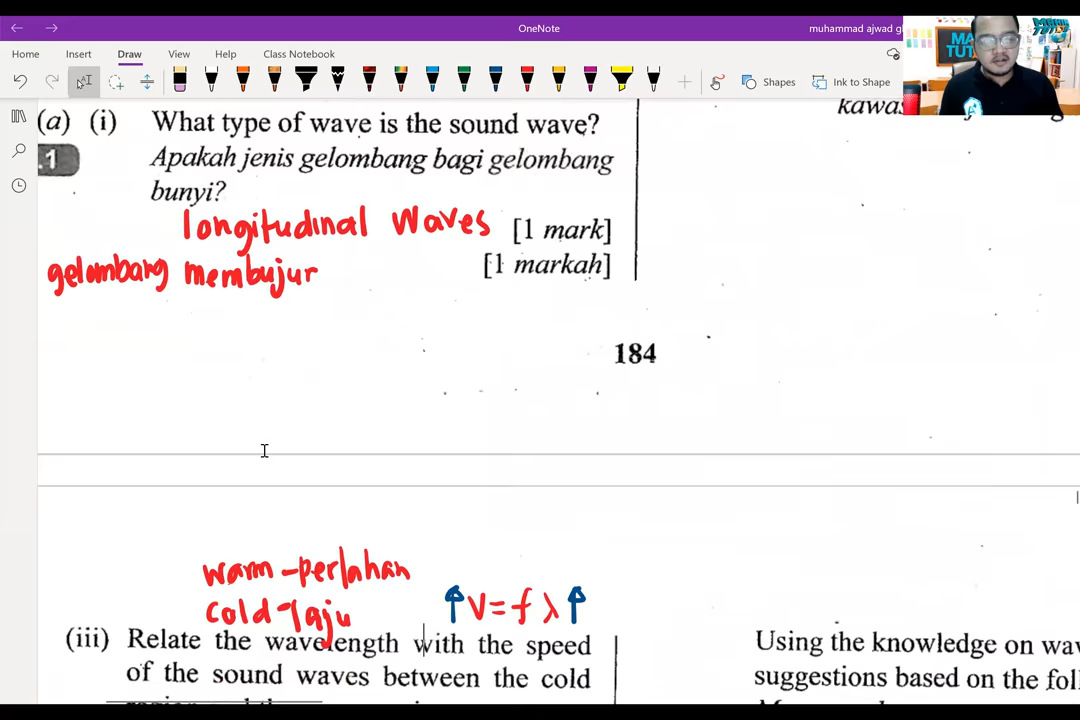 OneNote
muhammad ajwad
Home Insert Draw View Help Class Notebook
Shapes Ink to Shape
(a) (i) What type of wave is the sound wave?
.1
Apakah jenis gelombang bagi gelombang
bunyi?
longitudinal waves [1 mark]
gelombang membujur [1 markah]
184
warm - perlahan
cold - laju
↑ V = f λ ↑
(iii) Relate the wavelength with the speed
of the sound waves between the cold
Using the knowledge on
suggestions based on the